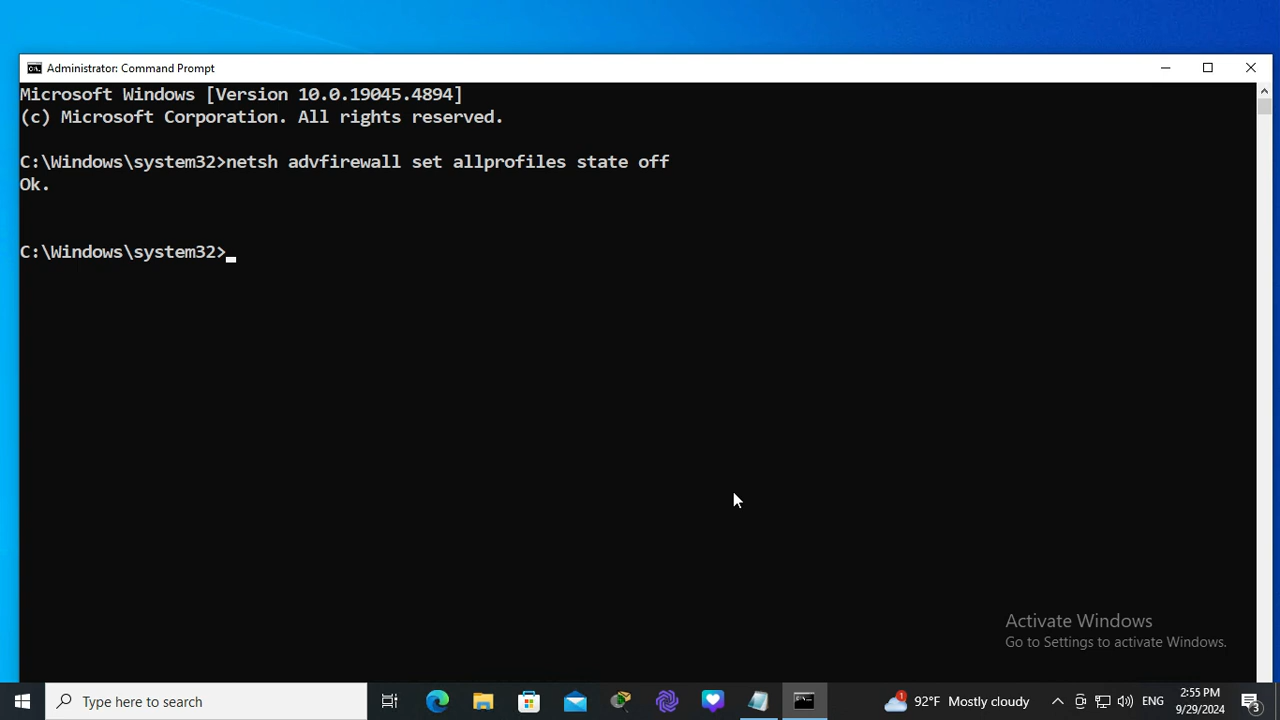 Administrator: Command Prompt
Microsoft Windows [Version 10.0.19045.4894]
(c) Microsoft Corporation. All rights reserved.
C:\Windows\system32>netsh advfirewall set allprofiles state off
Ok.
C:\Windows\system32>
Activate Windows
Go to Settings to activate Windows.
Type here to search
1
92°F Mostly cloudy
ENG
2:55 PM
9/29/2024
3